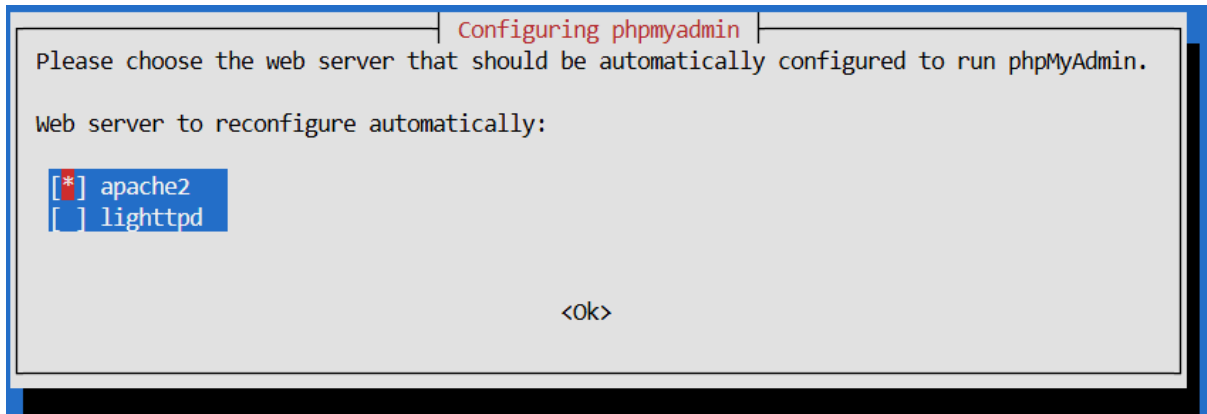 Configuring phpmyadmin
Please choose the web server that should be automatically configured to run phpMyAdmin.
Web server to reconfigure automatically:
[*] apache2
[ ] lighttpd
<Ok>